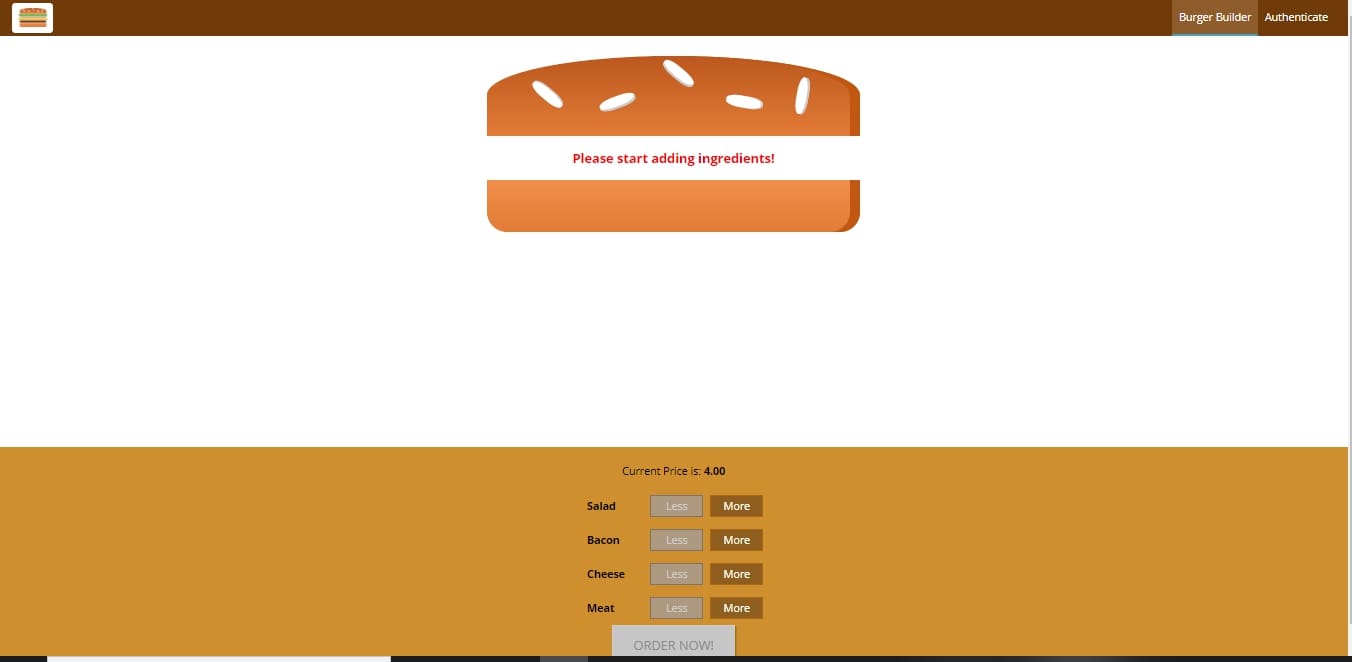 Burger Builder Authenticate
Please start adding ingredients!
Current Price is: 4.00
Salad Less More
Bacon Less More
Cheese Less More
Meat Less More
ORDER NOW!